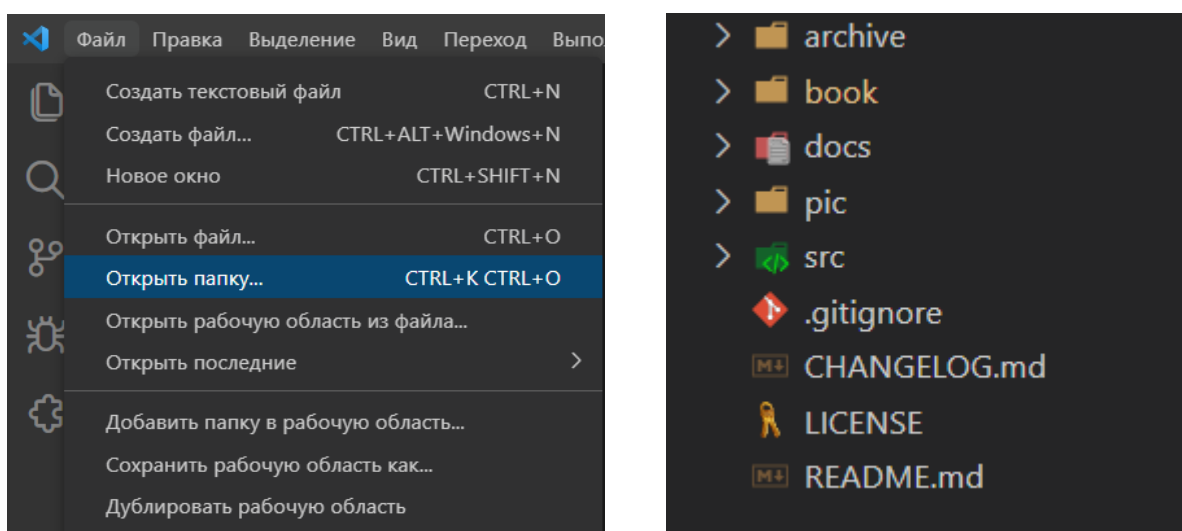 Файл Правка Выделение Вид Переход
Создать текстовый файл CTRL+N
Создать файл... CTRL+ALT+Windows+N
Новое окно CTRL+SHIFT+N
Открыть файл... CTRL+O
Открыть папку... CTRL+K CTRL+O
Открыть рабочую область из файла...
Открыть последние
Добавить папку в рабочую область...
Сохранить рабочую область как...
Дублировать рабочую область
archive
book
docs
pic
src
.gitignore
CHANGELOG.md
LICENSE
README.md